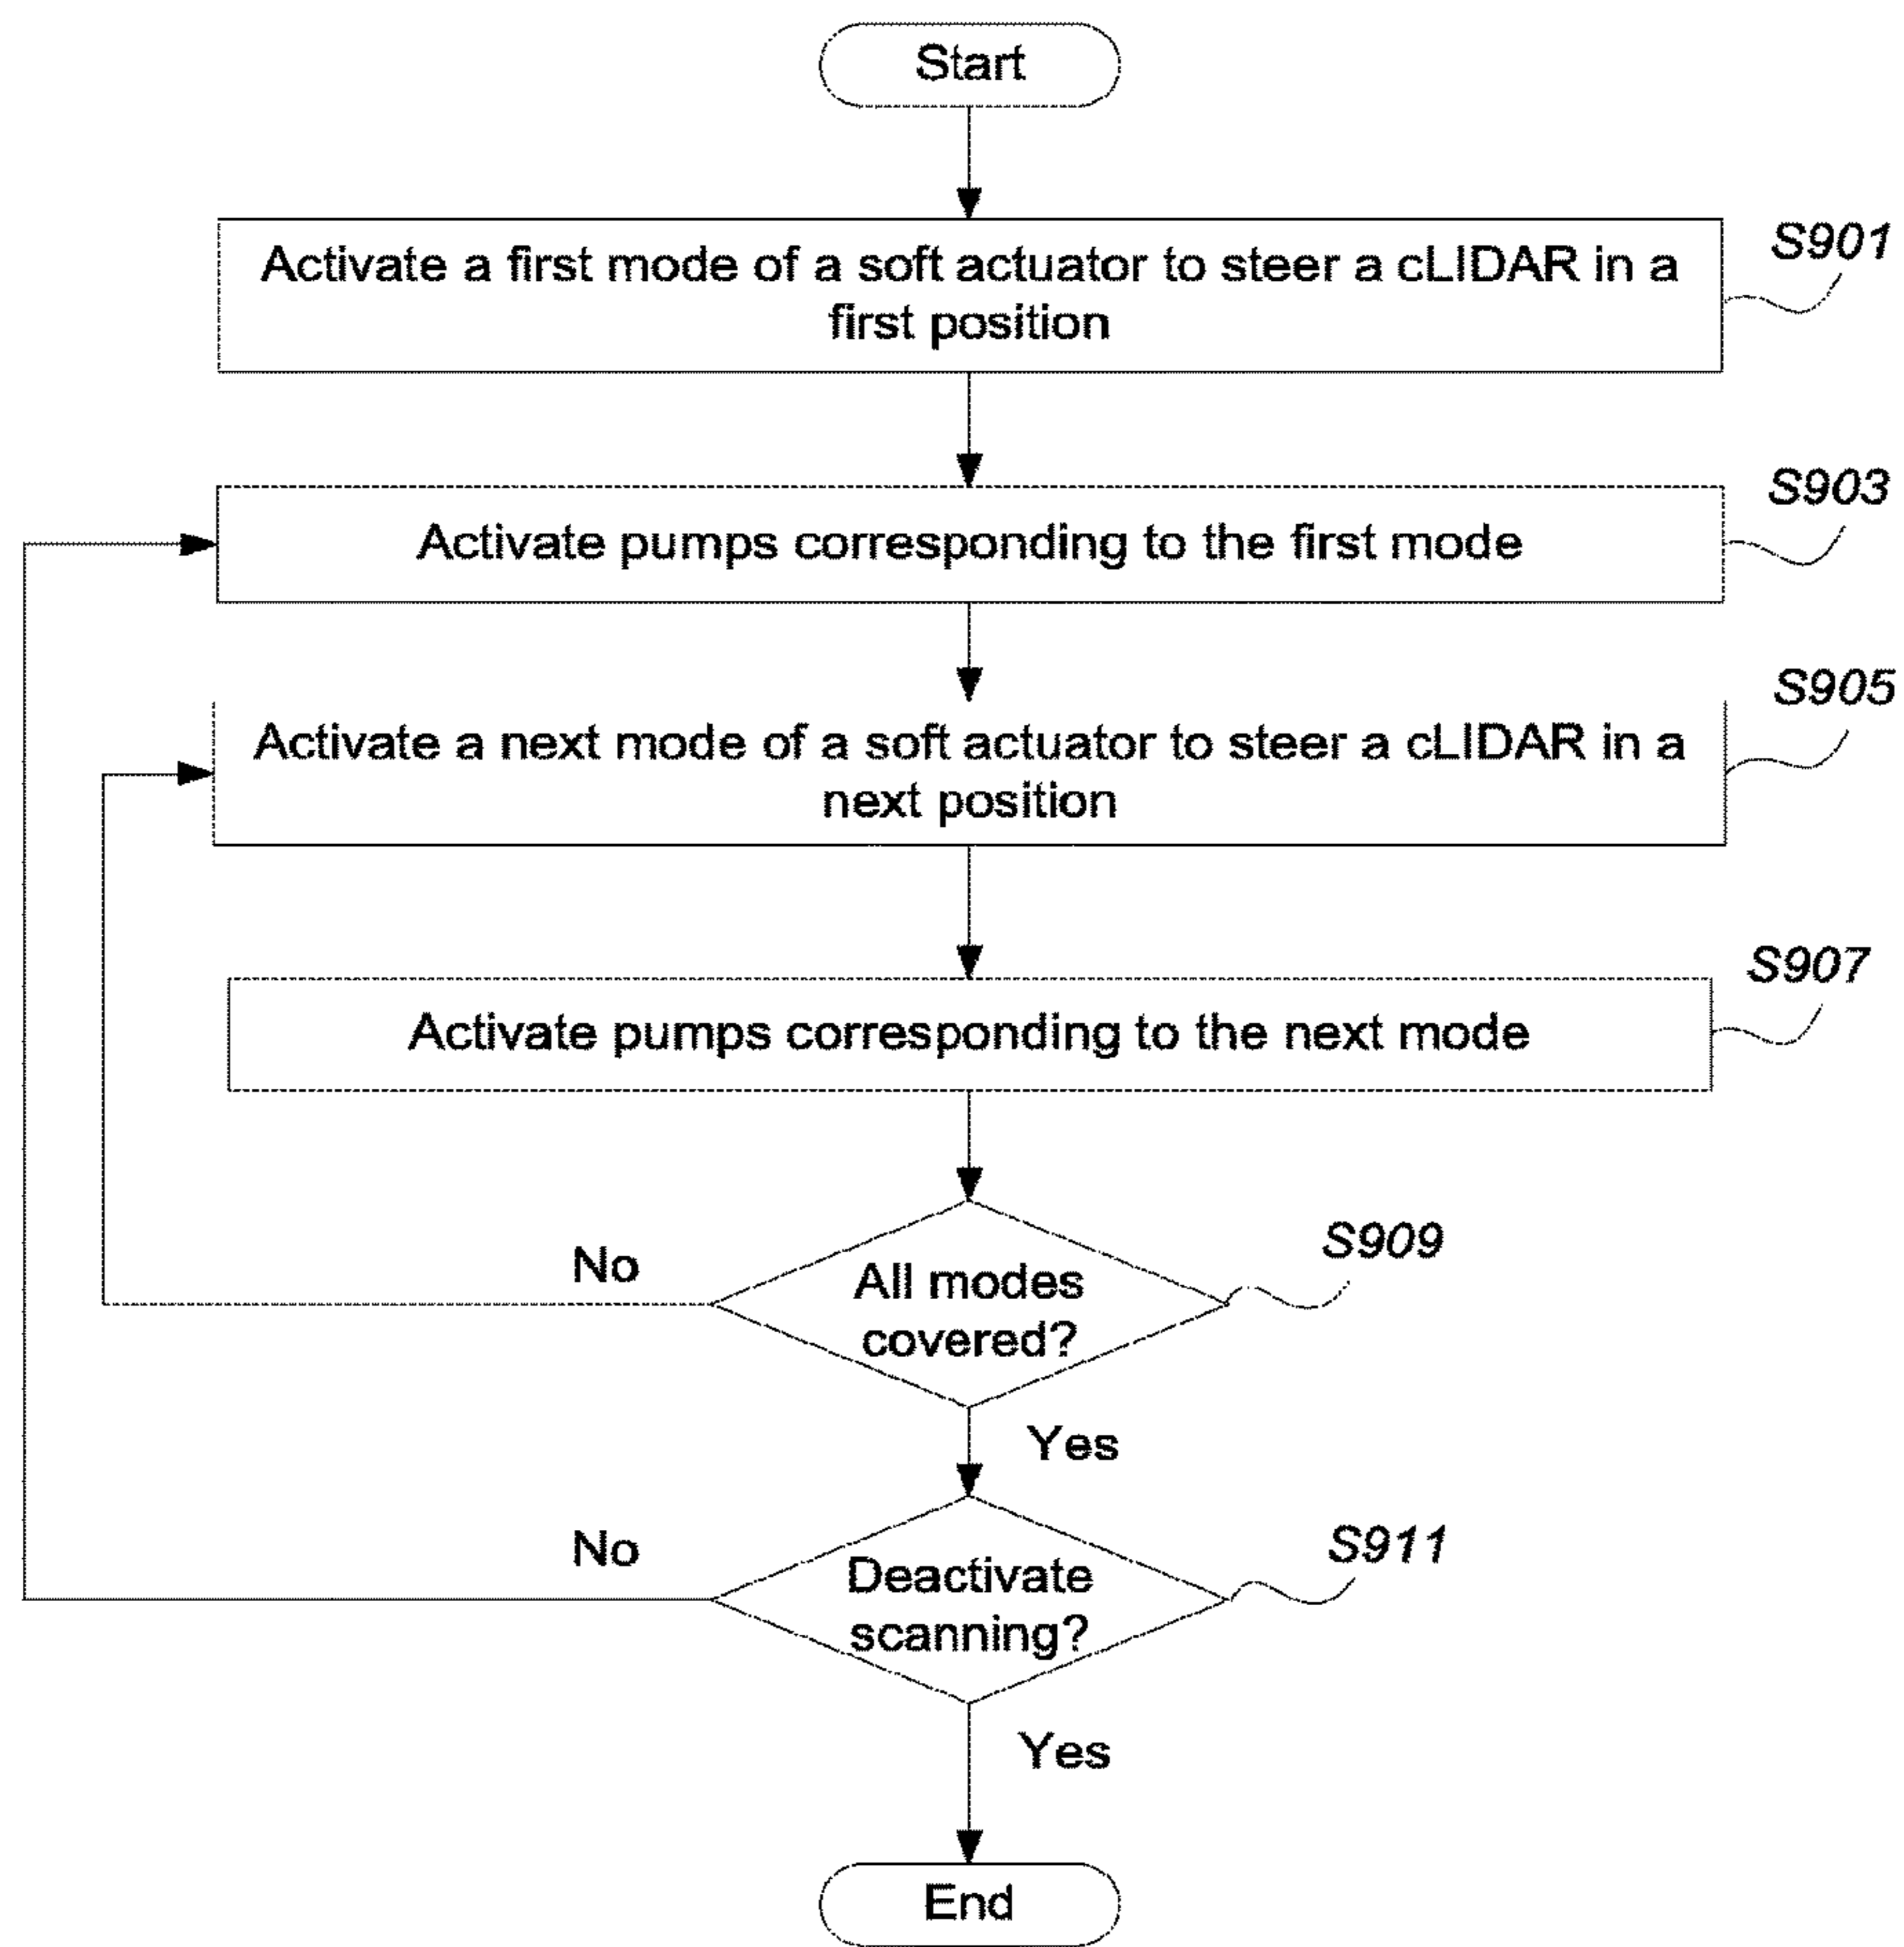 Start
Activate a first mode of a soft actuator to steer a cLIDAR in a
first position
S901
Activate pumps corresponding to the first mode
S903
Activate a next mode of a soft actuator to steer a cLIDAR in a
next position
S905
Activate pumps corresponding to the next mode
S907
All modes
covered?
S909
No
Yes
Deactivate
scanning?
S911
No
Yes
End